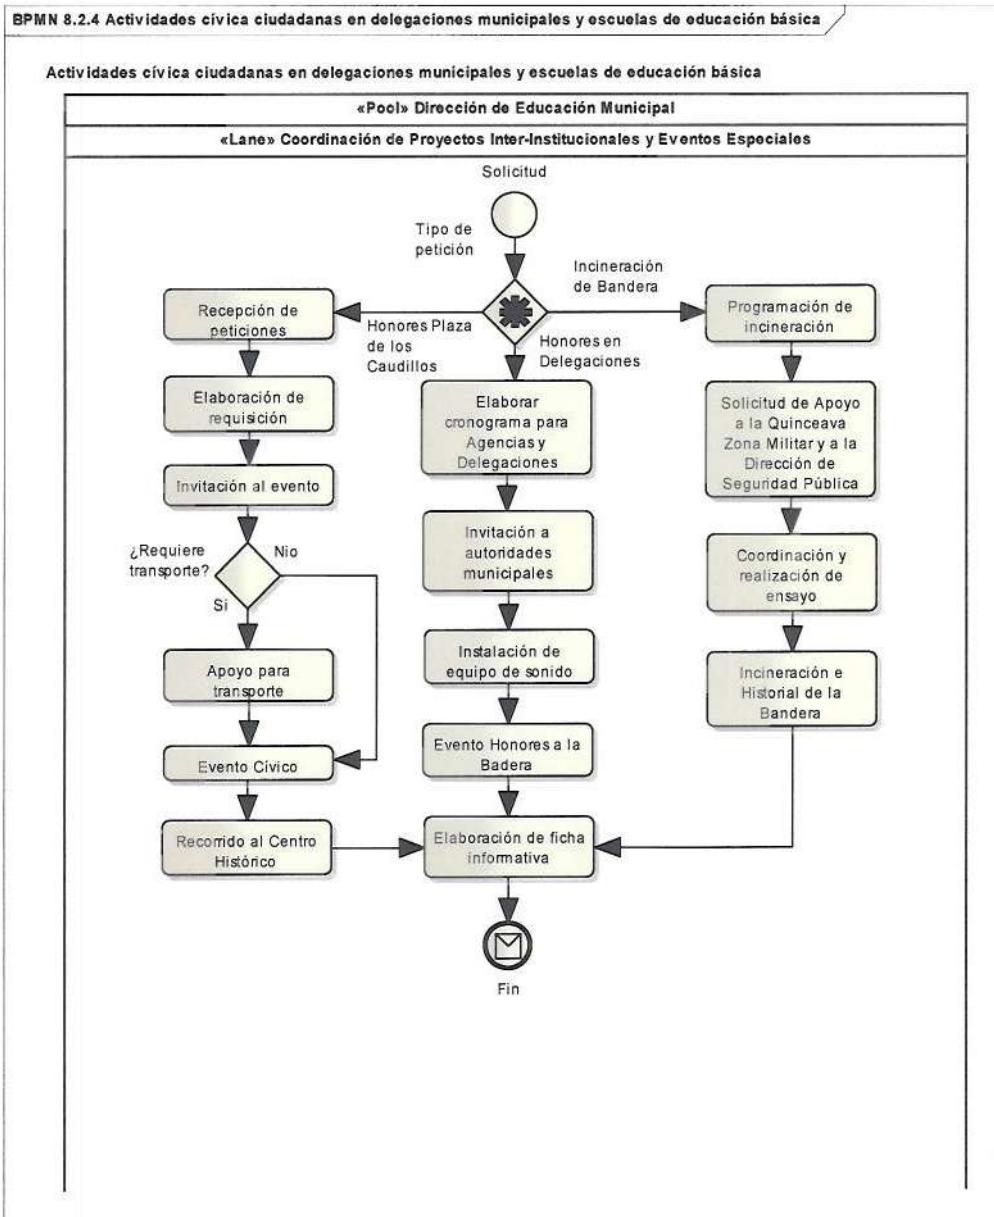 BPMN 8.2.4 Actividades cívica ciudadanas en delegaciones municipales y escuelas de educación básica
Actividades cívica ciudadanas en delegaciones municipales y escuelas de educación básica
«Pool» Dirección de Educación Municipal
«Lane» Coordinación de Proyectos Inter-Institucionales y Eventos Especiales
Solicitud
Tipo de
petición
Incineración
de Bandera
Honores Plaza
de los
Caudillos
Honores en
Delegaciones
Recepción de
peticiones
Elaboración de
requisición
Invitación al evento
¿Requiere
transporte?
Nio
Si
Apoyo para
transporte
Evento Cívico
Recorrido al Centro
Histórico
Elaborar
cronograma para
Agencias y
Delegaciones
Invitación a
autoridades
municipales
Instalación de
equipo de sonido
Evento Honores a la
Badera
Elaboración de ficha
informativa
Fin
Programación de
incineración
Solicitud de Apoyo
a la Quinceava
Zona Militar y a la
Dirección de
Seguridad Pública
Coordinación y
realización de
ensayo
Incineración e
Historial de la
Bandera